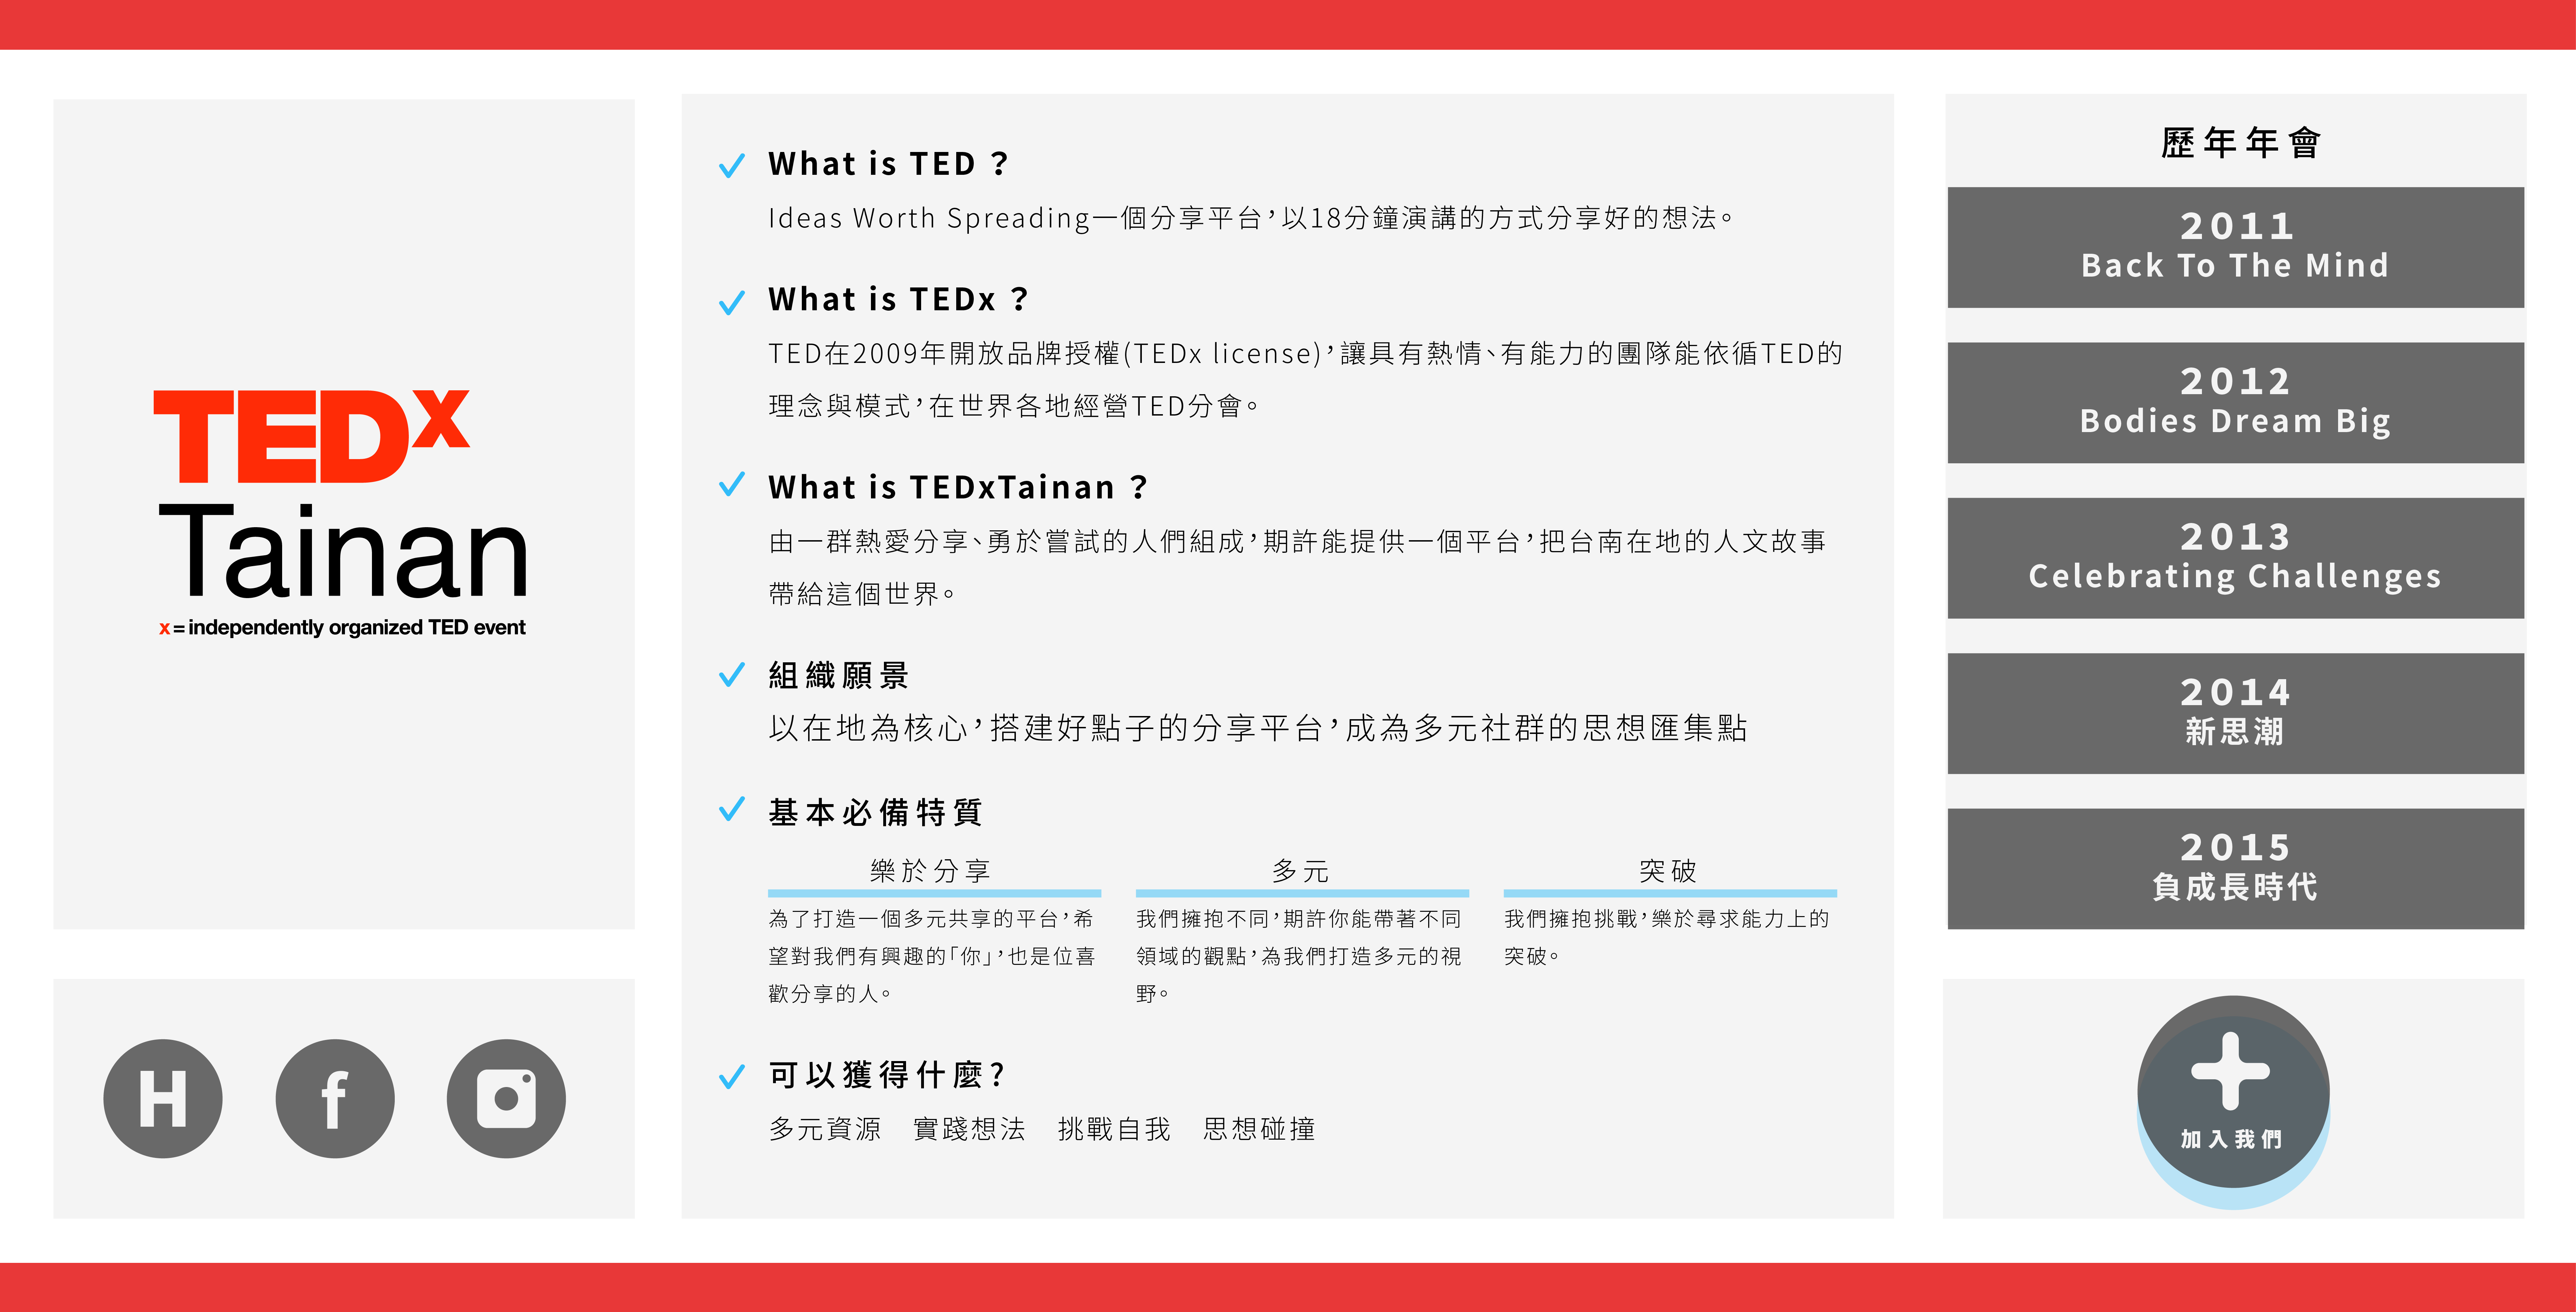 TEDx
Tainan
x = independently organized TED event
H
f
What is TED？
Ideas Worth Spreading一個分享平台，以18分鐘演講的方式分享好的想法。
What is TEDx？
TED在2009年開放品牌授權(TEDx license)，讓具有熱情、有能力的團隊能依循TED的
理念與模式，在世界各地經營TED分會。
What is TEDxTainan？
由一群熱愛分享、勇於嘗試的人們組成，期許能提供一個平台，把台南在地的人文故事
帶給這個世界。
組織願景
以在地為核心，搭建好點子的分享平台，成為多元社群的思想匯集點
基本必備特質
樂於分享
為了打造一個多元共享的平台，希
望對我們有興趣的「你」，也是位喜
歡分享的人。
多元
我們擁抱不同，期許你能帶著不同
領域的觀點，為我們打造多元的視
野。
突破
我們擁抱挑戰，樂於尋求能力上的
突破。
可以獲得什麼?
多元資源　實踐想法　挑戰自我　思想碰撞
歷年年會
2011
Back To The Mind
2012
Bodies Dream Big
2013
Celebrating Challenges
2014
新思潮
2015
負成長時代
加入我們